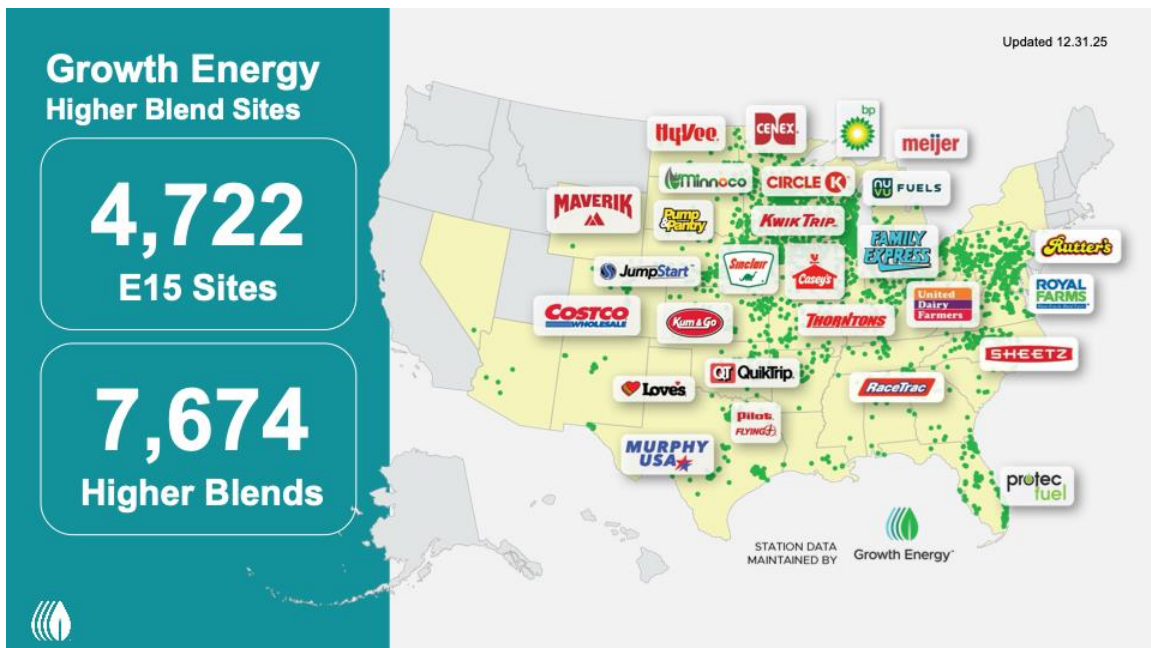 Growth Energy
Higher Blend Sites
4,722
E15 Sites
7,674
Higher Blends
Updated 12.31.25
HyVee
CENEX
bp
meijer
Minnoco
CIRCLE K
NUVU FUELS
MAVERIK
Pump
&Pantry
KWIK TRIP
FAMILY
EXPRESS
Rutter's
JumpStart
Sinclair
Casey's
United
Dairy
Farmers
ROYAL
FARMS
COSTCO
WHOLESALE
Kum & Go
THORNTONS
SHEETZ
Love's
QT QuikTrip
RaceTrac
Pilot
FLYING J
MURPHY
USA
protec
fuel
STATION DATA
MAINTAINED BY
Growth Energy